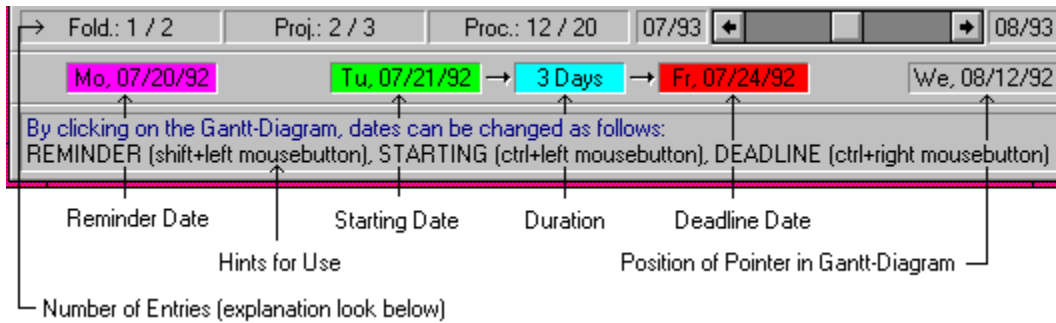 Fold.: 1 / 2 Proj.: 2 / 3 Proc.: 12 / 20 07/93 08/93
Mo, 07/20/92 Tu, 07/21/92 3 Days Fr, 07/24/92 We, 08/12/92
By clicking on the Gantt-Diagram, dates can be changed as follows:
REMINDER (shift+left mousebutton), STARTING (ctrl+left mousebutton), DEADLINE (ctrl+right mousebutton)
Reminder Date Starting Date Duration Deadline Date
Hints for Use Position of Pointer in Gantt-Diagram
Number of Entries (explanation look below)